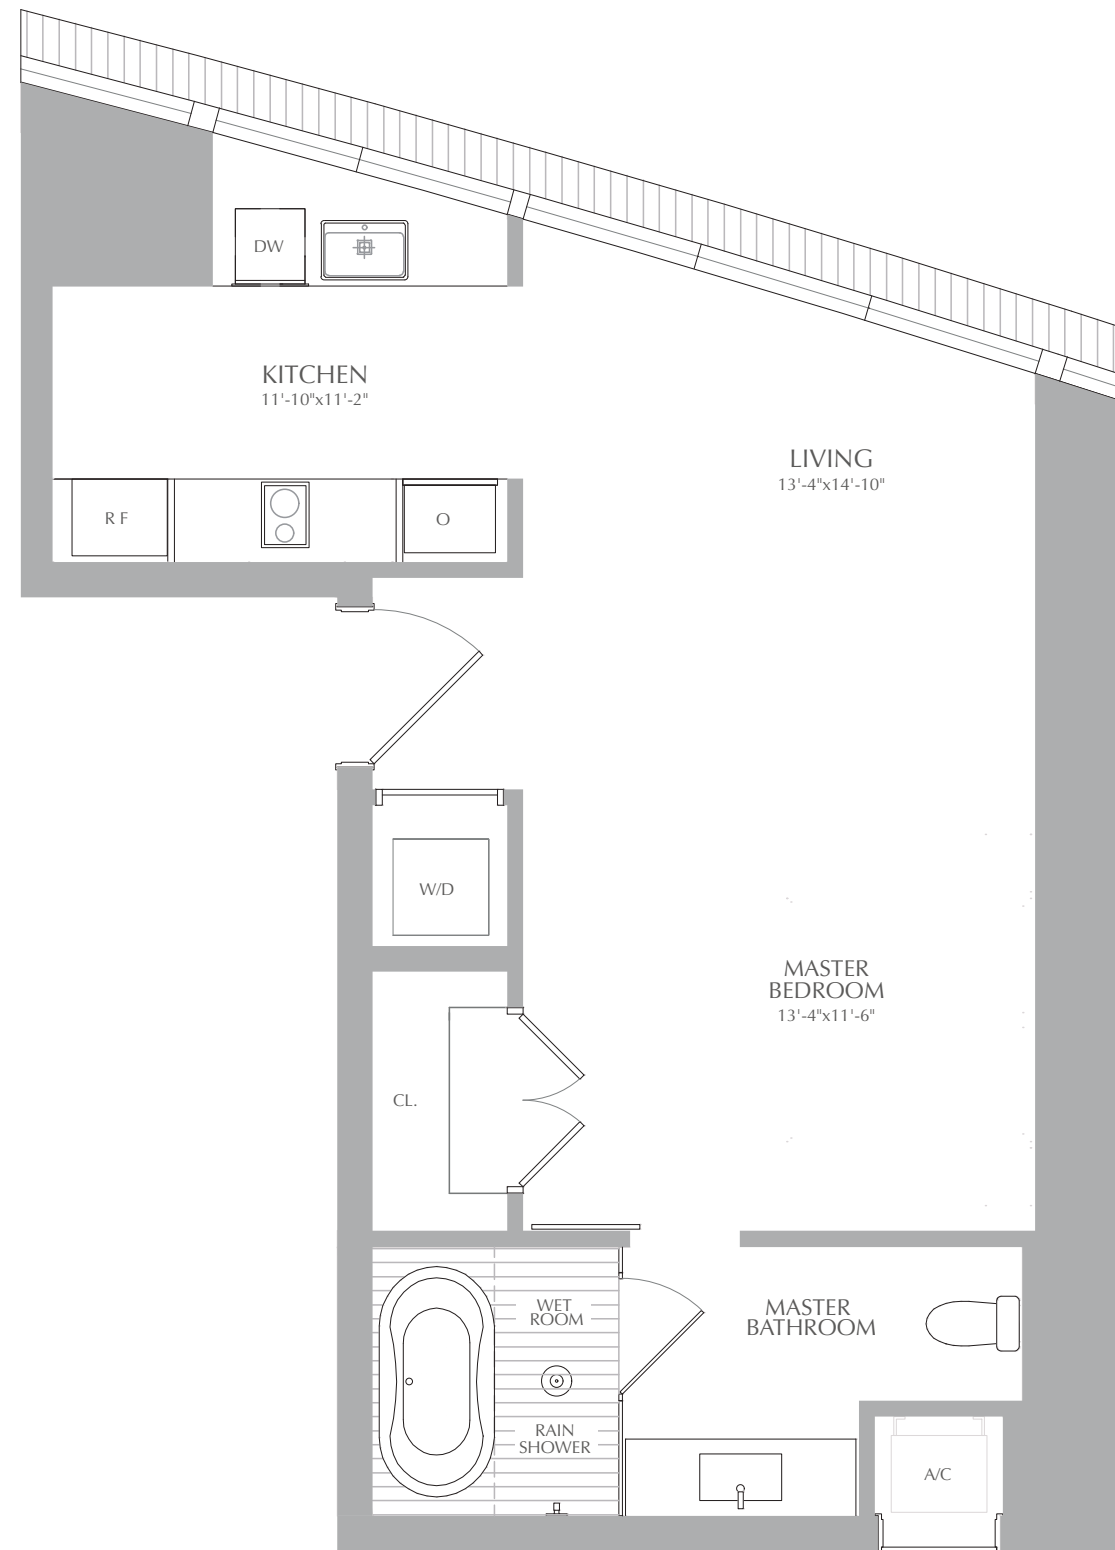 DW
KITCHEN
11'-10"x11'-2"
LIVING
13'-4"x14'-10"
R F
O
W/D
MASTER
BEDROOM
13'-4"x11'-6"
CL.
WET
ROOM
MASTER
BATHROOM
RAIN
SHOWER
A/C